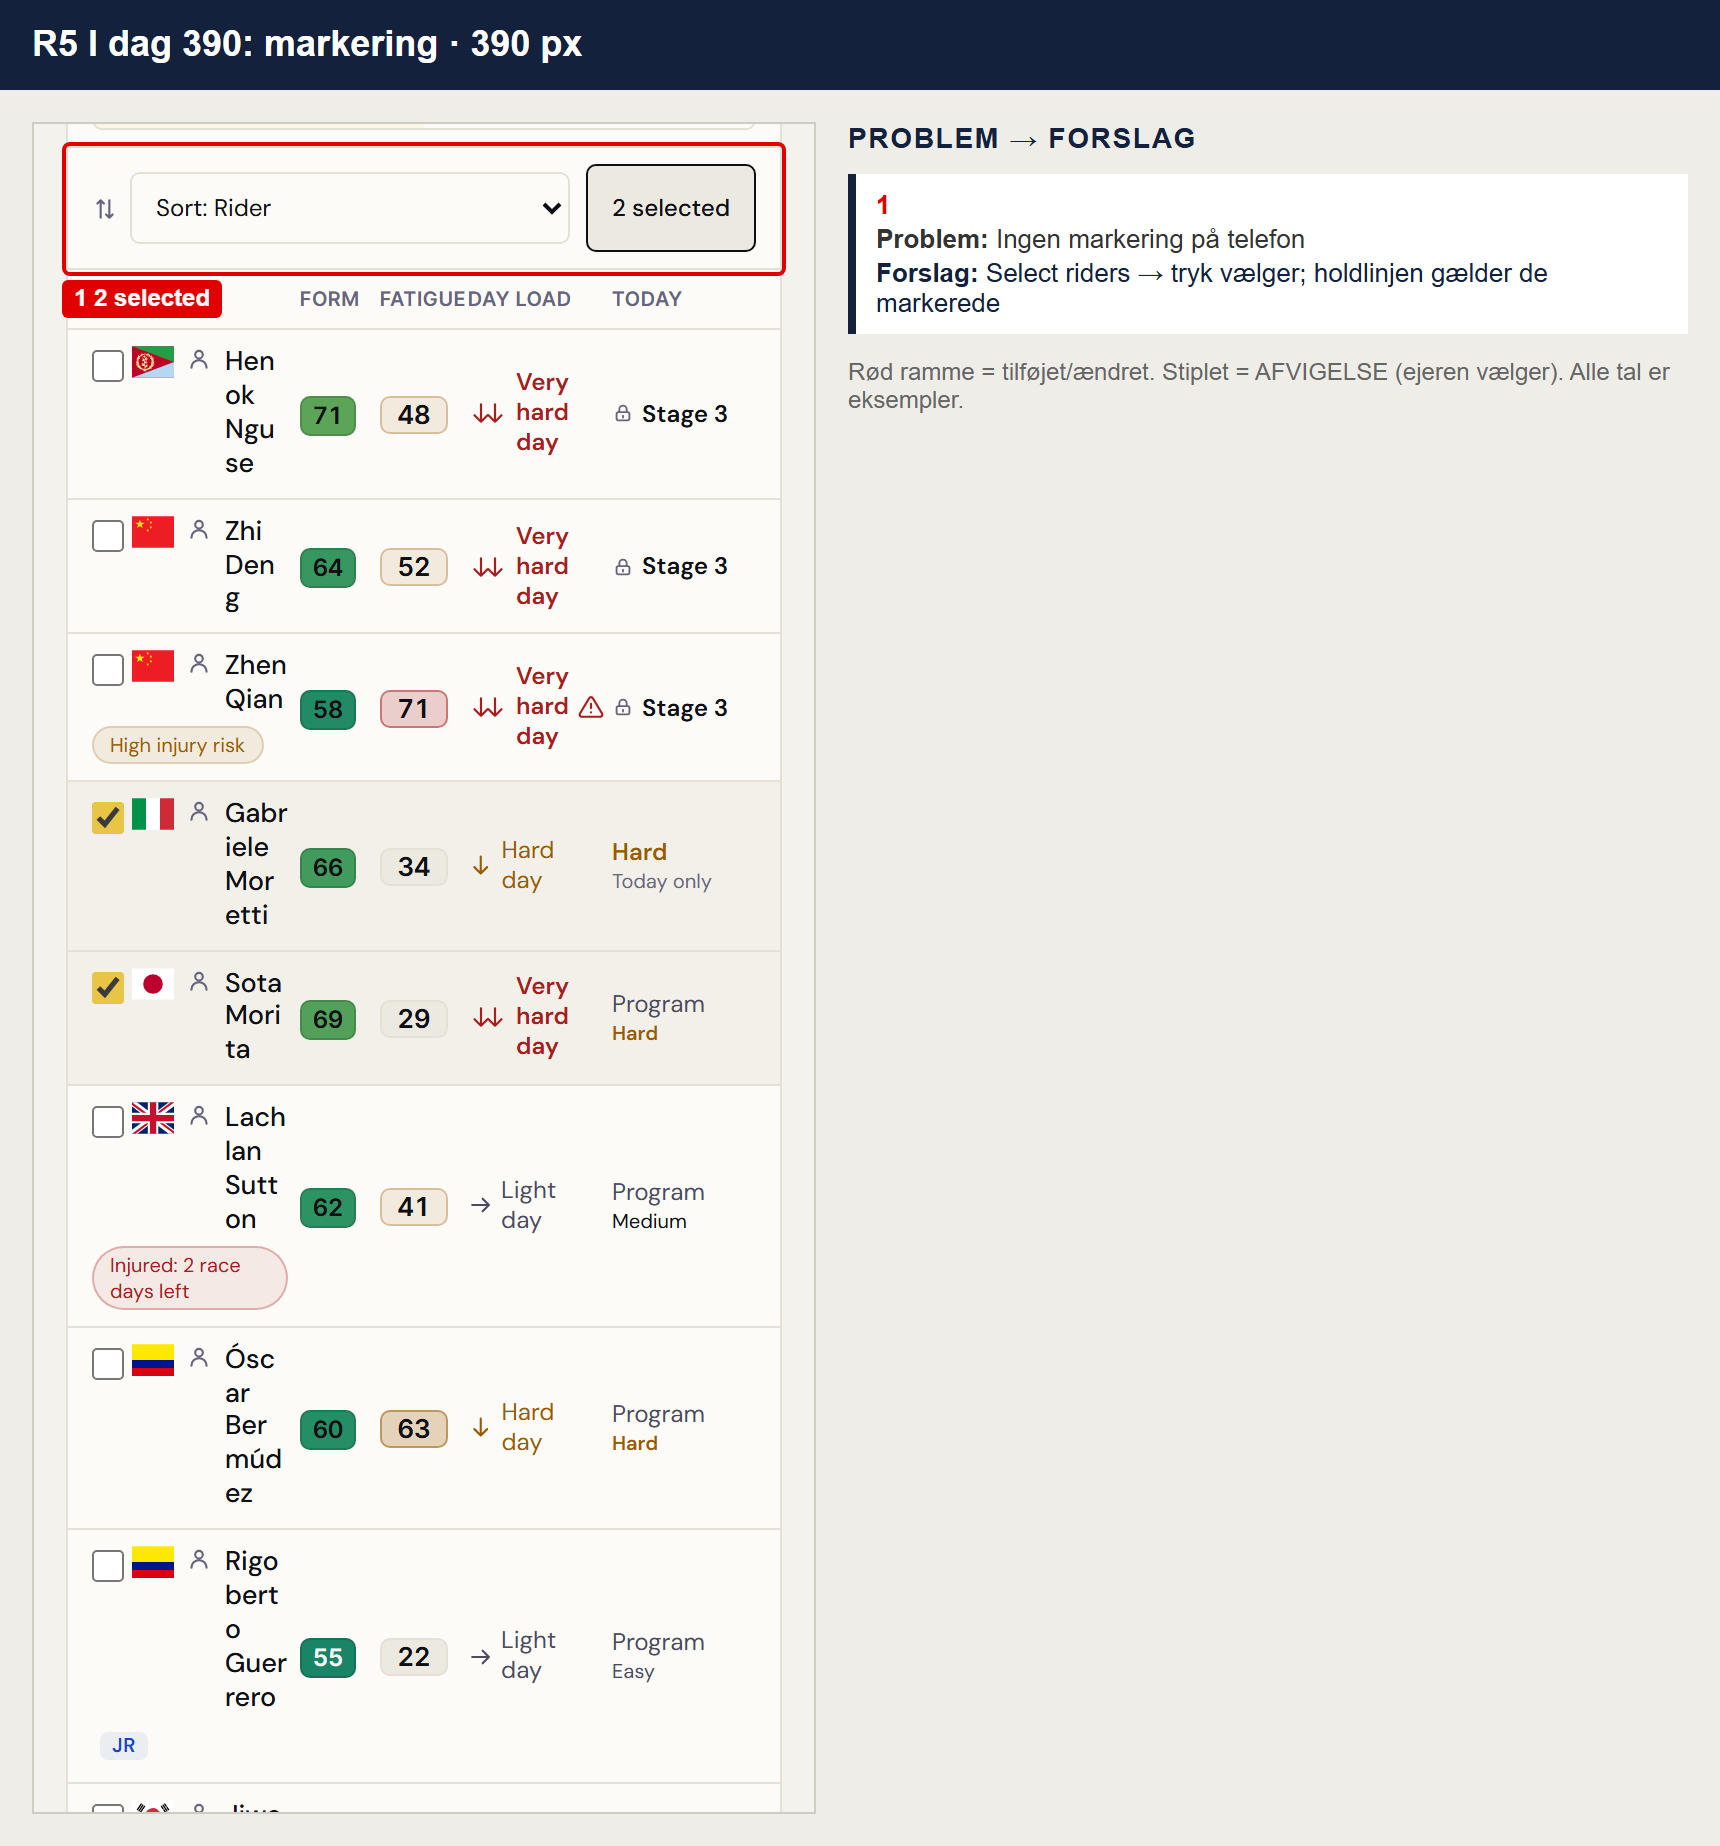 R5 I dag 390: markering · 390 px
Sort: Rider
2 selected
1 2 selected
FORM FATIGUE DAY LOAD TODAY
Hen
ok
Ngu
se
71
48
Very
hard
day
Stage 3
Zhi
Den
g
64
52
Very
hard
day
Stage 3
Zhen
Qian
High injury risk
58
71
Very
hard
day
Stage 3
Gabr
iele
Mor
etti
66
34
Hard
day
Hard
Today only
Sota
Mori
ta
69
29
Very
hard
day
Program
Hard
Lach
lan
Sutt
on
Injured: 2 race
days left
62
41
Light
day
Program
Medium
Ósc
ar
Ber
múd
ez
60
63
Hard
day
Program
Hard
Rigo
bert
o
Guer
rero
JR
55
22
Light
day
Program
Easy
PROBLEM → FORSLAG
1
Problem: Ingen markering på telefon
Forslag: Select riders → tryk vælger; holdlinjen gælder de
markerede
Rød ramme = tilføjet/ændret. Stiplet = AFVIGELSE (ejeren vælger). Alle tal er
eksempler.